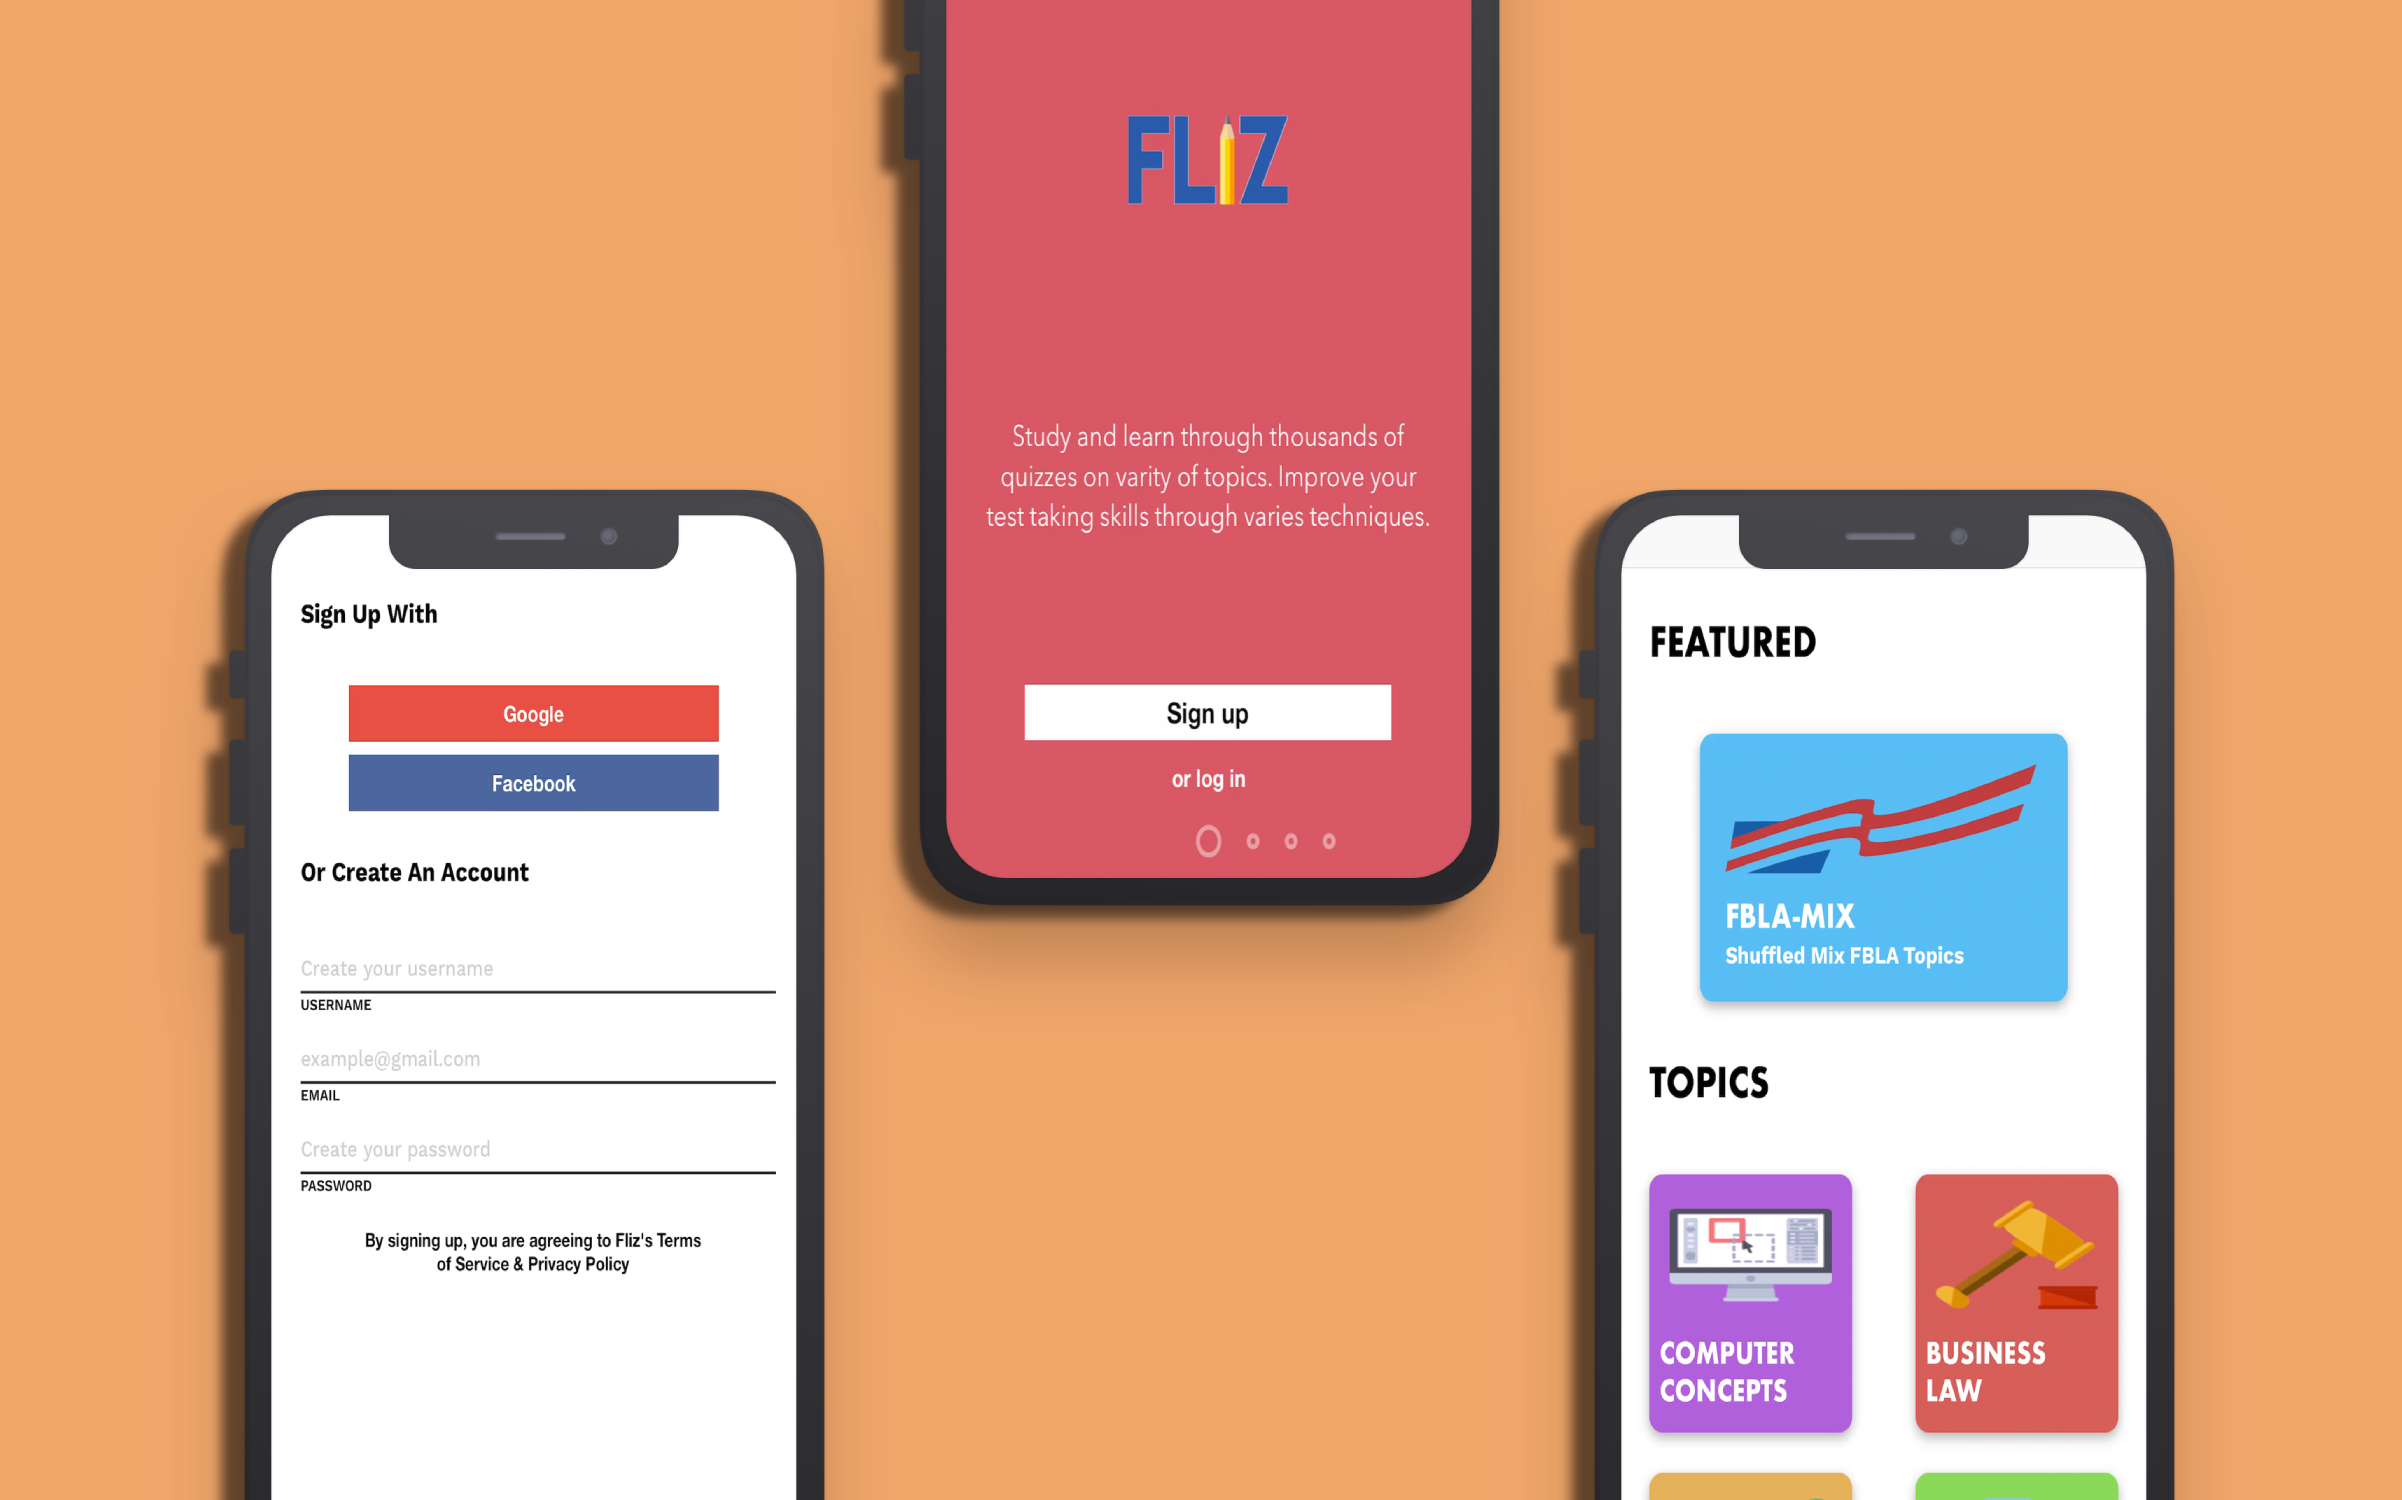 FLIZ
Study and learn through thousands of
quizzes on varity of topics. Improve your
test taking skills through varies techniques.
Sign up
or log in
Sign Up With
Google
Facebook
Or Create An Account
Create your username
USERNAME
example@gmail.com
EMAIL
Create your password
PASSWORD
By signing up, you are agreeing to Fliz's Terms
of Service & Privacy Policy
FEATURED
FBLA-MIX
Shuffled Mix FBLA Topics
TOPICS
COMPUTER
CONCEPTS
BUSINESS
LAW